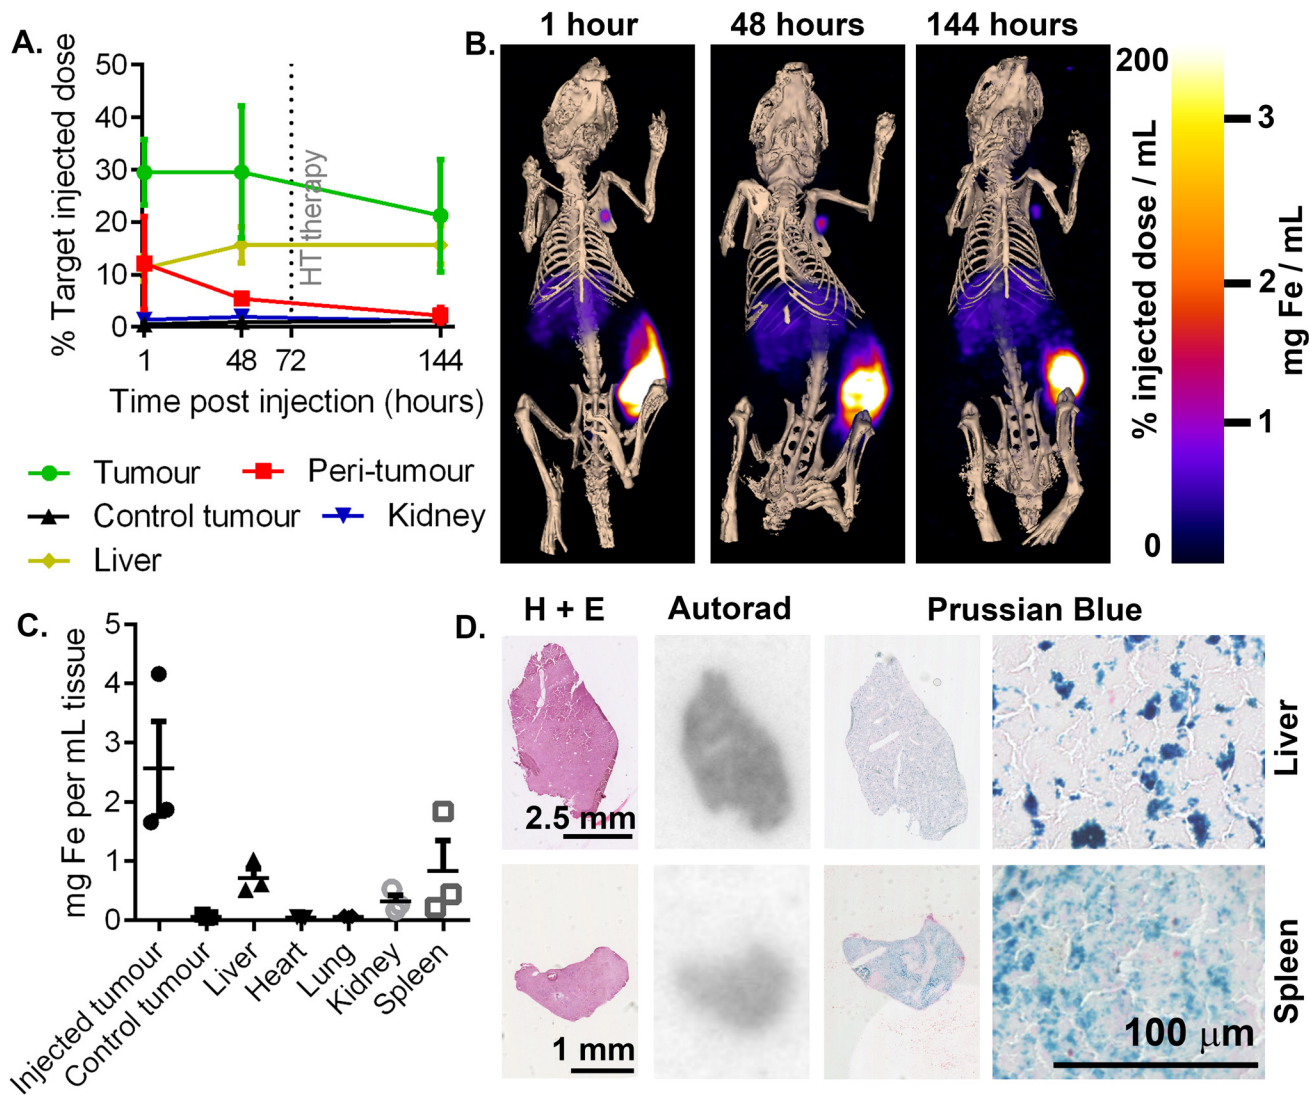 A.
% Target injected dose
50
40
30
20
10
0
1
48
72
144
HT therapy
Time post injection (hours)
Tumour
Peri-tumour
Control tumour
Kidney
Liver
B.
1 hour
48 hours
144 hours
200
0
% injected dose / mL
3
2
1
mg Fe / mL
C.
mg Fe per mL tissue
5
4
3
2
1
0
Injected tumour
Control tumour
Liver
Heart
Lung
Kidney
Spleen
D.
H + E
Autorad
Prussian Blue
2.5 mm
Liver
1 mm
100 μm
Spleen